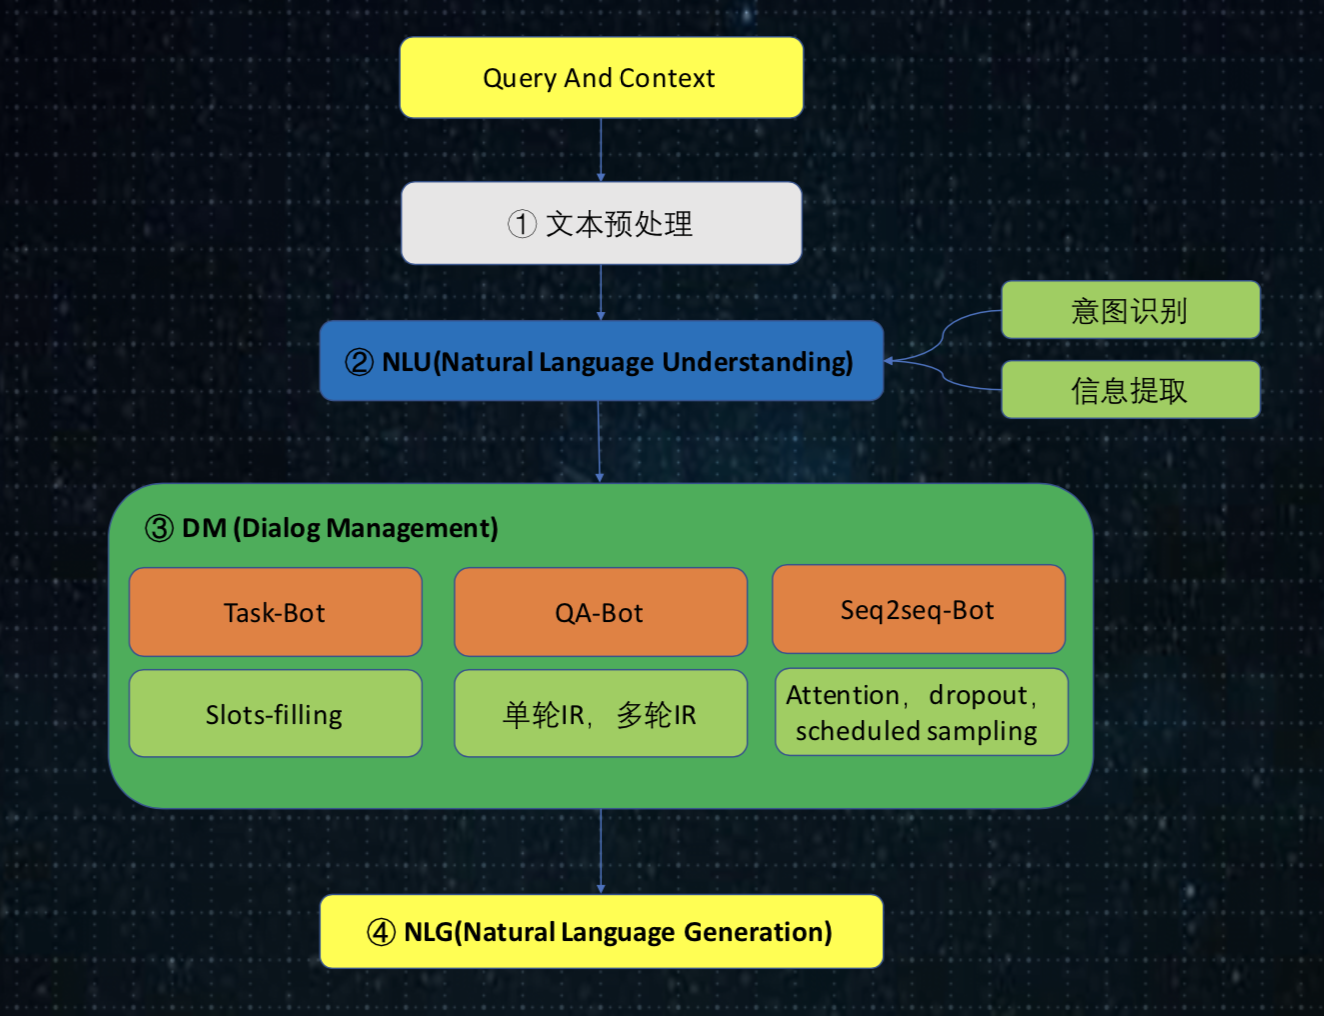 Query And Context
① 文本预处理
② NLU(Natural Language Understanding)
意图识别
信息提取
③ DM (Dialog Management)
Task-Bot
QA-Bot
Seq2seq-Bot
Slots-filling
单轮IR，多轮IR
Attention，dropout，
scheduled sampling
④ NLG(Natural Language Generation)